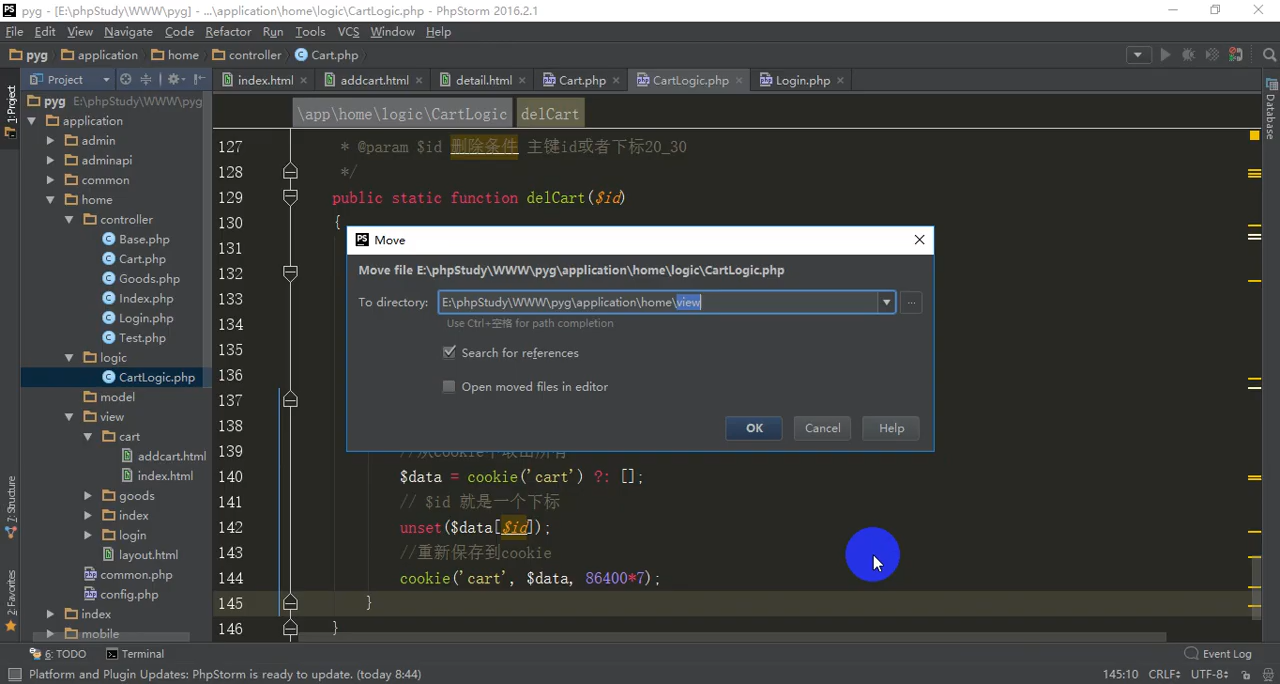 pyg - [E:\phpStudy\WWW\pyg] - ...\application\home\logic\CartLogic.php - PhpStorm 2016.2.1
File Edit View Navigate Code Refactor Run Tools VCS Window Help
pyg application home controller Cart.php
Project index.html addcart.html detail.html Cart.php CartLogic.php Login.php
\app\home\logic\CartLogic delCart
1: Project
7: Structure
2: Favorites
Database
pyg E:\phpStudy\WWW\pyg
application
admin
adminapi
common
home
controller
Base.php
Cart.php
Goods.php
Index.php
Login.php
Test.php
logic
CartLogic.php
model
view
cart
addcart.html
index.html
goods
index
login
layout.html
common.php
config.php
index
mobile
127 * @param $id 删除条件 主键id或者下标20_30
128 */
129 public static function delCart($id)
130 {
131
132
133
134
135
136
137
138
139 //从cookie中取出所有
140 $data = cookie('cart') ?: [];
141 // $id 就是一个下标
142 unset($data[$id]);
143 //重新保存到cookie
144 cookie('cart', $data, 86400*7);
145 }
146 }
Move
Move file E:\phpStudy\WWW\pyg\application\home\logic\CartLogic.php
To directory: E:\phpStudy\WWW\pyg\application\home\view
Use Ctrl+空格 for path completion
Search for references
Open moved files in editor
OK Cancel Help
6: TODO Terminal Event Log
Platform and Plugin Updates: PhpStorm is ready to update. (today 8:44) 145:10 CRLF UTF-8